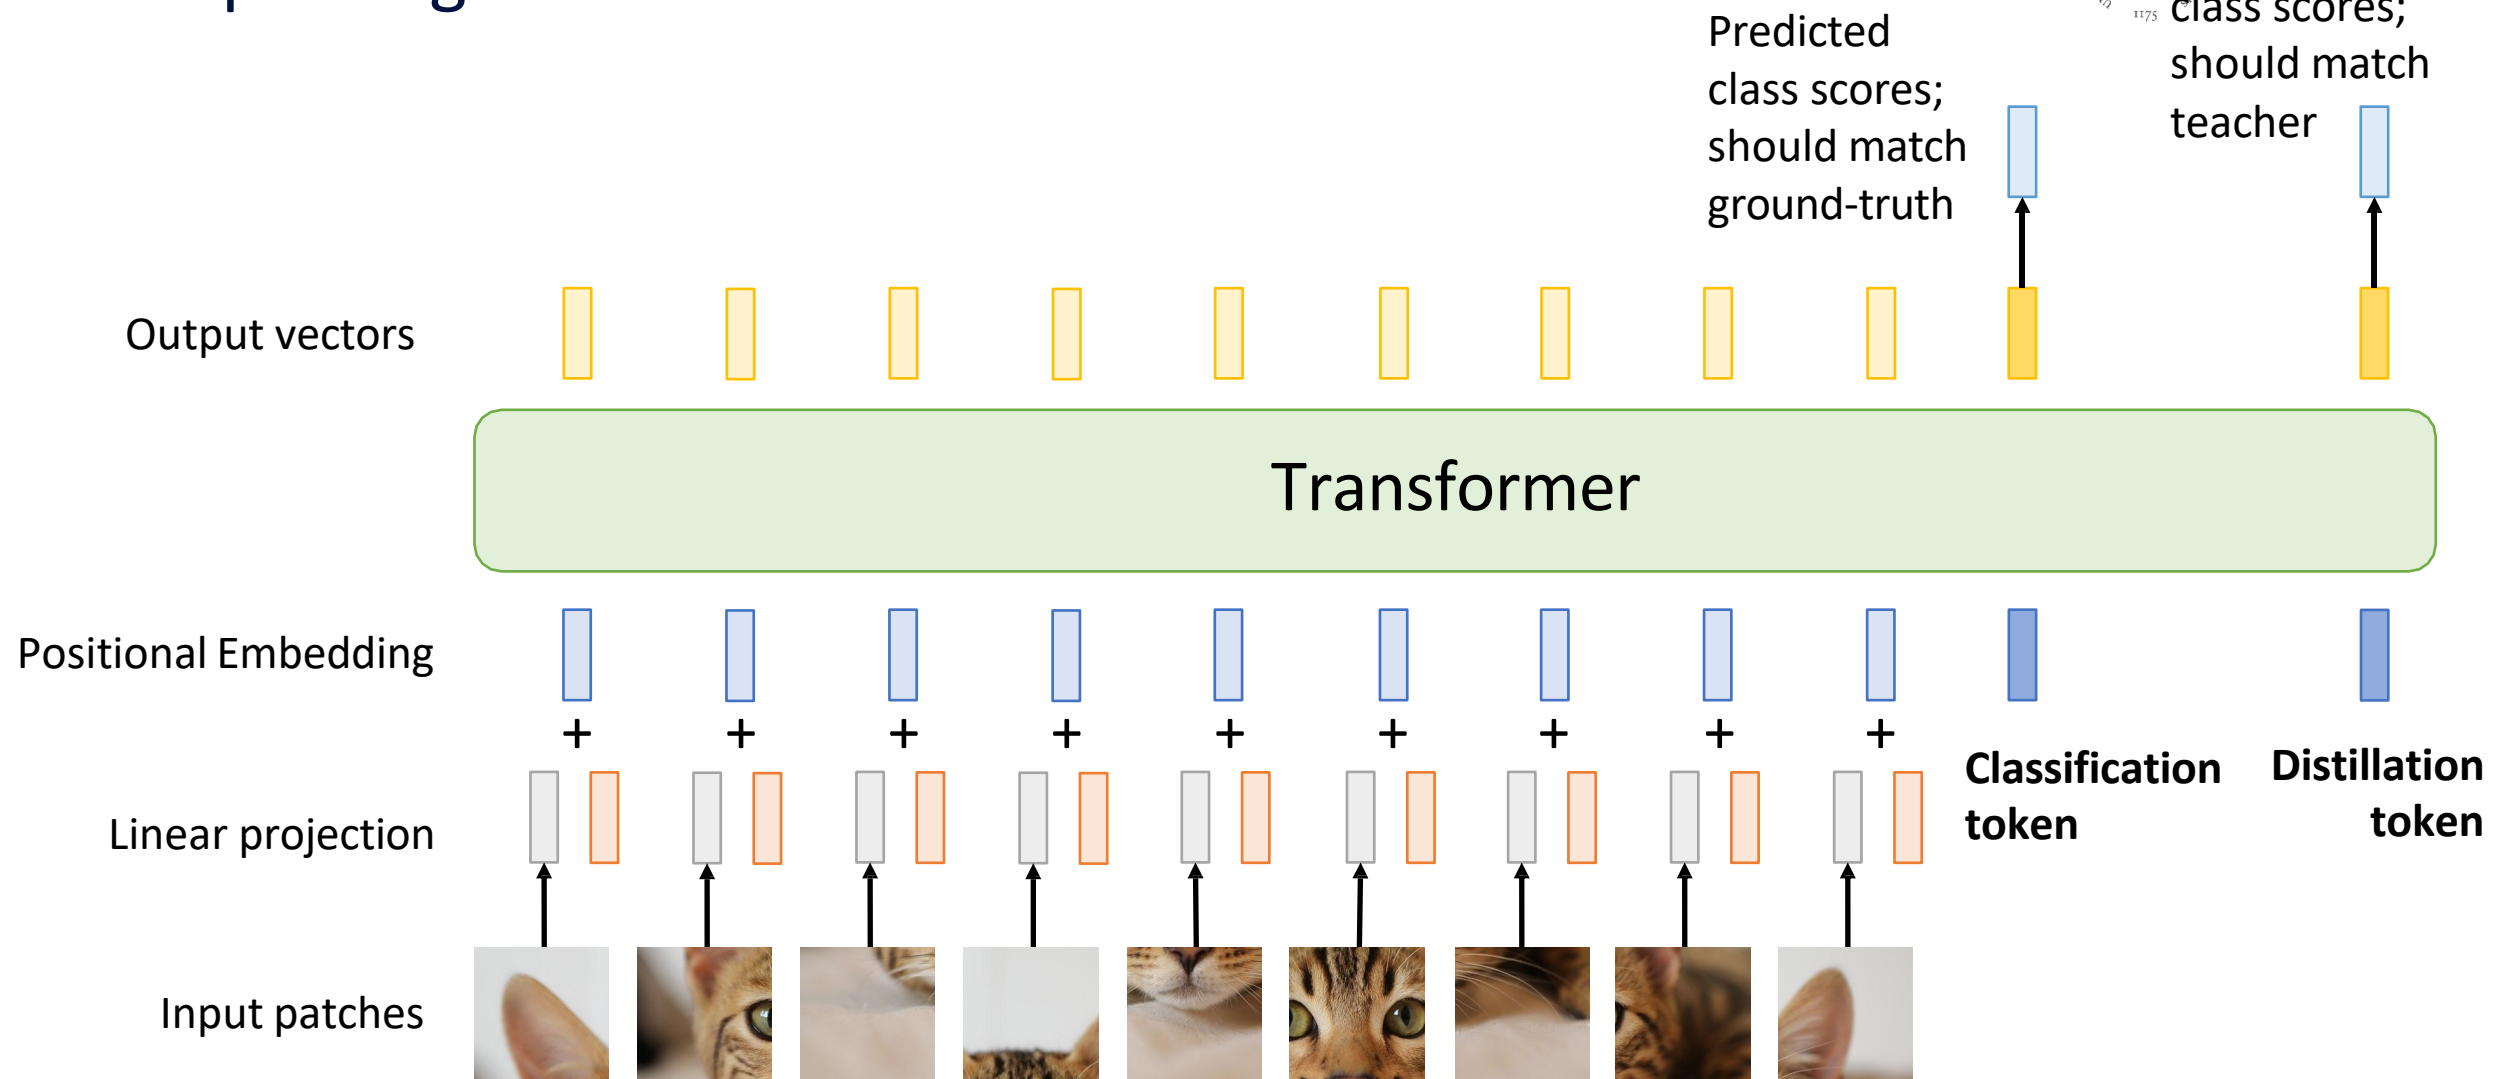 class scores;
should match
teacher
1175
Predicted
class scores;
should match
ground-truth
Output vectors
Transformer
Positional Embedding
+ + + + + + + + +
Linear projection
Classification
token
Distillation
token
Input patches